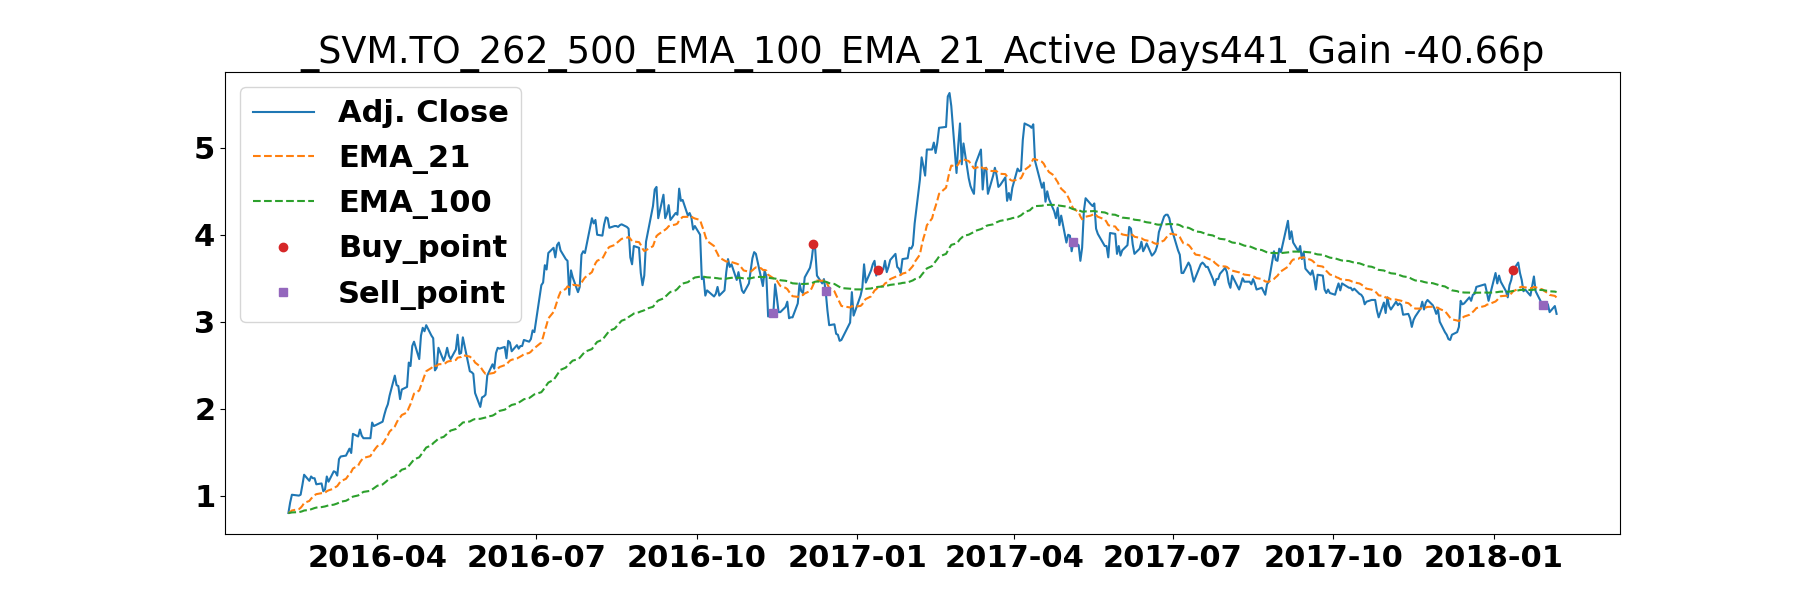 _SVM.TO_262_500_EMA_100_EMA_21_Active Days441_Gain -40.66p
Adj. Close
EMA_21
EMA_100
Buy_point
Sell_point
5
4
3
2
1
2016-04 2016-07 2016-10 2017-01 2017-04 2017-07 2017-10 2018-01